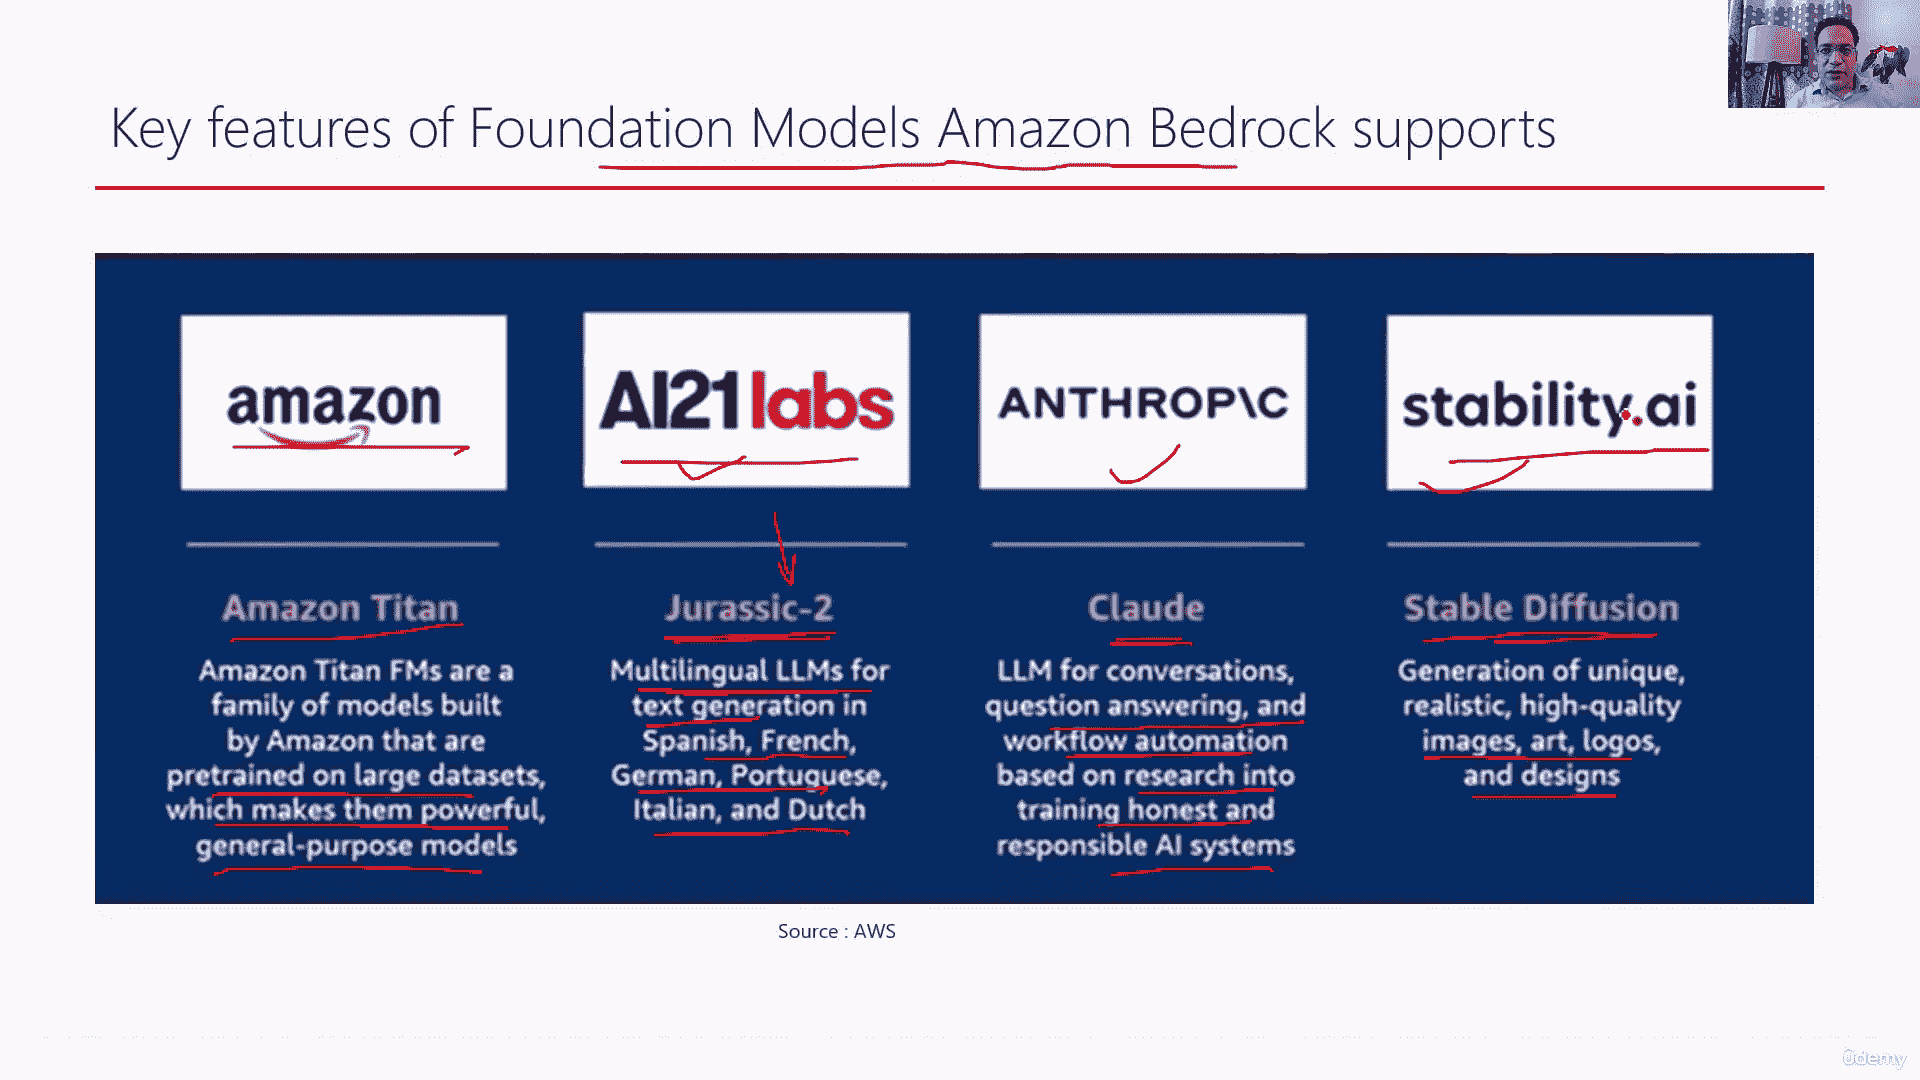 Key features of Foundation Models Amazon Bedrock supports
amazon
AI21 labs
ANTHROP\C
stability.ai
Amazon Titan
Amazon Titan FMs are a
family of models built
by Amazon that are
pretrained on large datasets,
which makes them powerful,
general-purpose models
Jurassic-2
Multilingual LLMs for
text generation in
Spanish, French,
German, Portuguese,
Italian, and Dutch
Claude
LLM for conversations,
question answering, and
workflow automation
based on research into
training honest and
responsible AI systems
Stable Diffusion
Generation of unique,
realistic, high-quality
images, art, logos,
and designs
Source : AWS
ûdemy